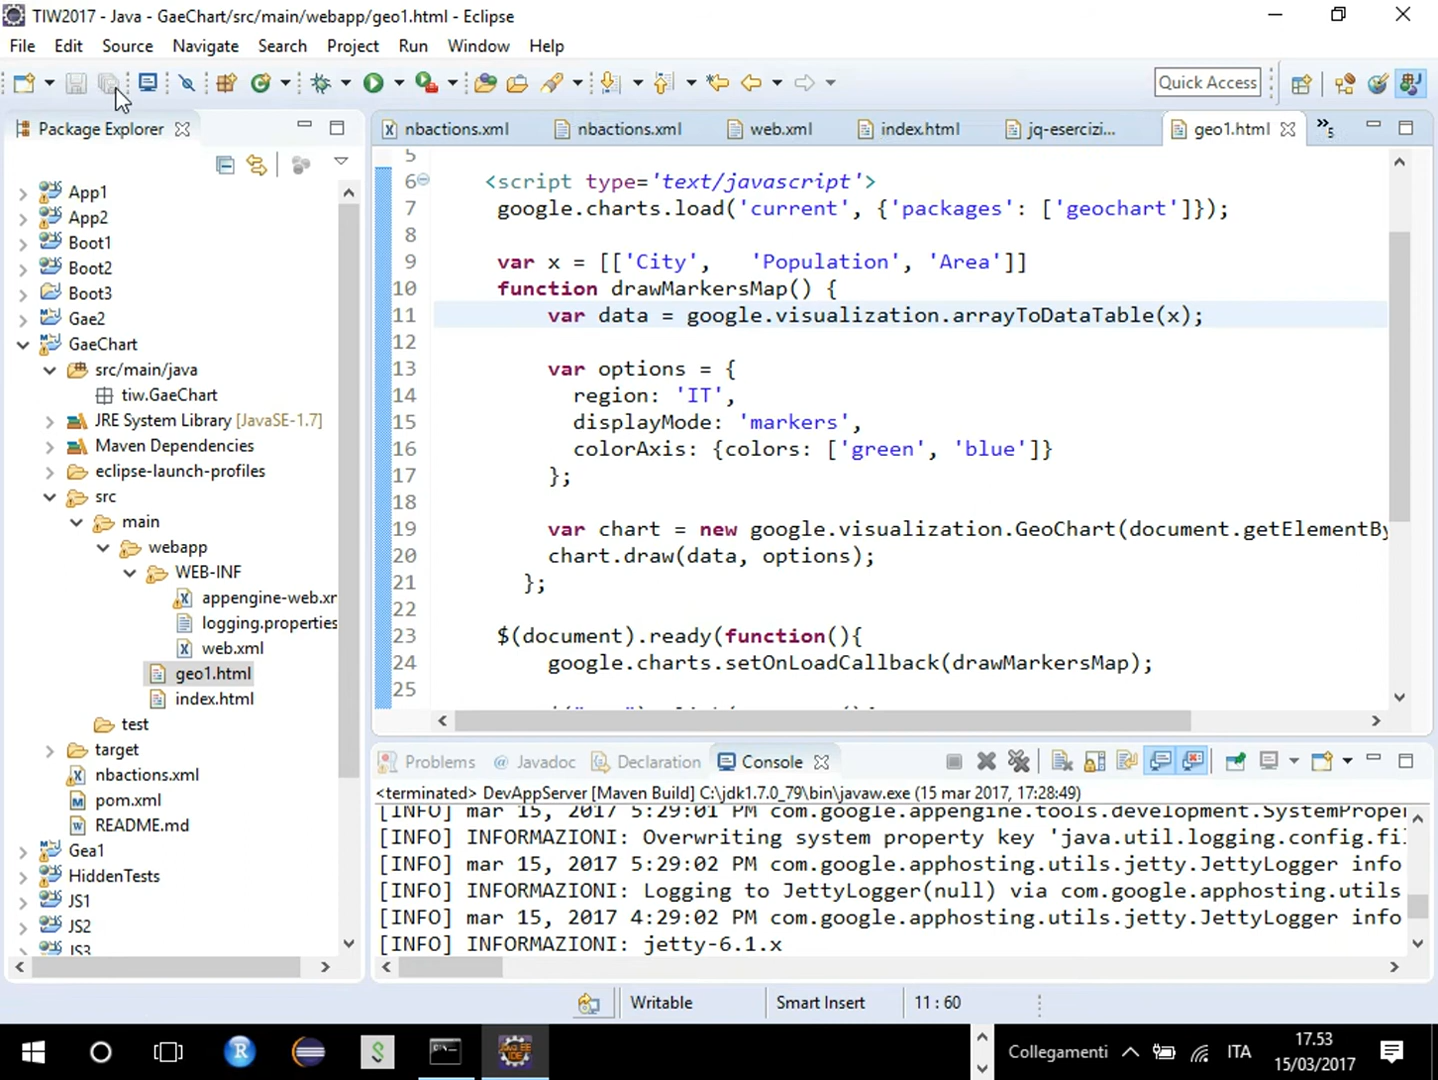 TIW2017 - Java - GaeChart/src/main/webapp/geo1.html - Eclipse
File Edit Source Navigate Search Project Run Window Help
Quick Access
Package Explorer
nbactions.xml
nbactions.xml
web.xml
index.html
jq-esercizi...
geo1.html
»5
App1
App2
Boot1
Boot2
Boot3
Gae2
GaeChart
src/main/java
tiw.GaeChart
JRE System Library [JavaSE-1.7]
Maven Dependencies
eclipse-launch-profiles
src
main
webapp
WEB-INF
appengine-web.xr
logging.properties
web.xml
geo1.html
index.html
test
target
nbactions.xml
pom.xml
README.md
Gea1
HiddenTests
JS1
JS2
JS3
5
6 <script type='text/javascript'>
7 google.charts.load('current', {'packages': ['geochart']});
8
9 var x = [['City', 'Population', 'Area']]
10 function drawMarkersMap() {
11 var data = google.visualization.arrayToDataTable(x);
12
13 var options = {
14 region: 'IT',
15 displayMode: 'markers',
16 colorAxis: {colors: ['green', 'blue']}
17 };
18
19 var chart = new google.visualization.GeoChart(document.getElementBy
20 chart.draw(data, options);
21 };
22
23 $(document).ready(function(){
24 google.charts.setOnLoadCallback(drawMarkersMap);
25
Problems @ Javadoc Declaration Console
<terminated> DevAppServer [Maven Build] C:\jdk1.7.0_79\bin\javaw.exe (15 mar 2017, 17:28:49)
[INFO] mar 15, 2017 5:29:01 PM com.google.appengine.tools.development.SystemProper
[INFO] INFORMAZIONI: Overwriting system property key 'java.util.logging.config.fi
[INFO] mar 15, 2017 5:29:02 PM com.google.apphosting.utils.jetty.JettyLogger info
[INFO] INFORMAZIONI: Logging to JettyLogger(null) via com.google.apphosting.utils
[INFO] mar 15, 2017 4:29:02 PM com.google.apphosting.utils.jetty.JettyLogger info
[INFO] INFORMAZIONI: jetty-6.1.x
Writable Smart Insert 11 : 60
Collegamenti ITA 17.53
15/03/2017